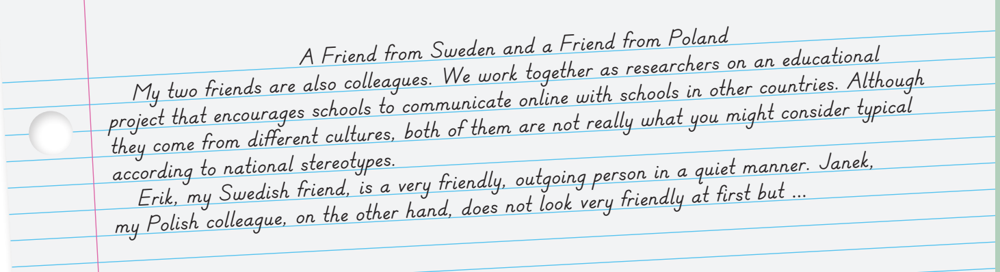 A Friend from Sweden and a Friend from Poland
My two friends are also colleagues. We work together as researchers on an educational
project that encourages schools to communicate online with schools in other countries. Although
they come from different cultures, both of them are not really what you might consider typical
according to national stereotypes.
Erik, my Swedish friend, is a very friendly, outgoing person in a quiet manner. Janek,
my Polish colleague, on the other hand, does not look very friendly at first but ...